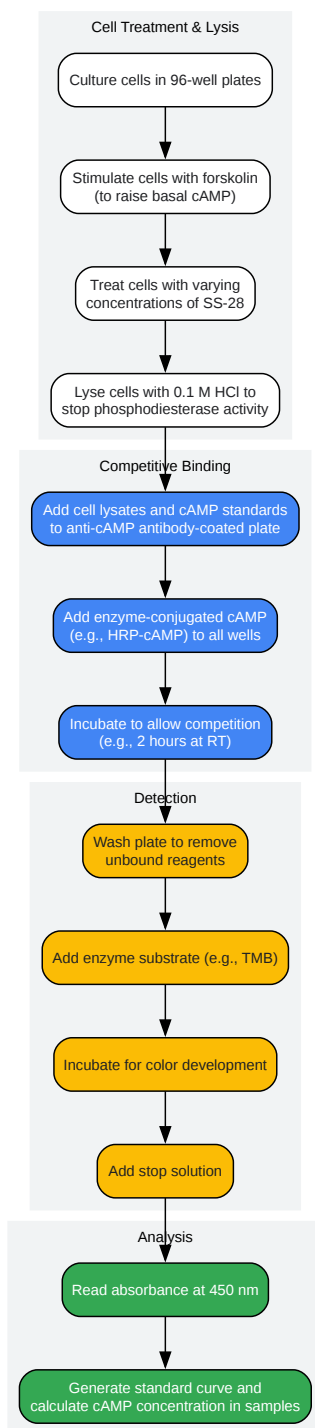 Cell Treatment & Lysis
Culture cells in 96-well plates
Stimulate cells with forskolin
(to raise basal cAMP)
Treat cells with varying
concentrations of SS-28
Lyse cells with 0.1 M HCl to
stop phosphodiesterase activity
Competitive Binding
Add cell lysates and cAMP standards
to anti-cAMP antibody-coated plate
Add enzyme-conjugated cAMP
(e.g., HRP-cAMP) to all wells
Incubate to allow competition
(e.g., 2 hours at RT)
Detection
Wash plate to remove
unbound reagents
Add enzyme substrate (e.g., TMB)
Incubate for color development
Add stop solution
Analysis
Read absorbance at 450 nm
Generate standard curve and
calculate cAMP concentration in samples